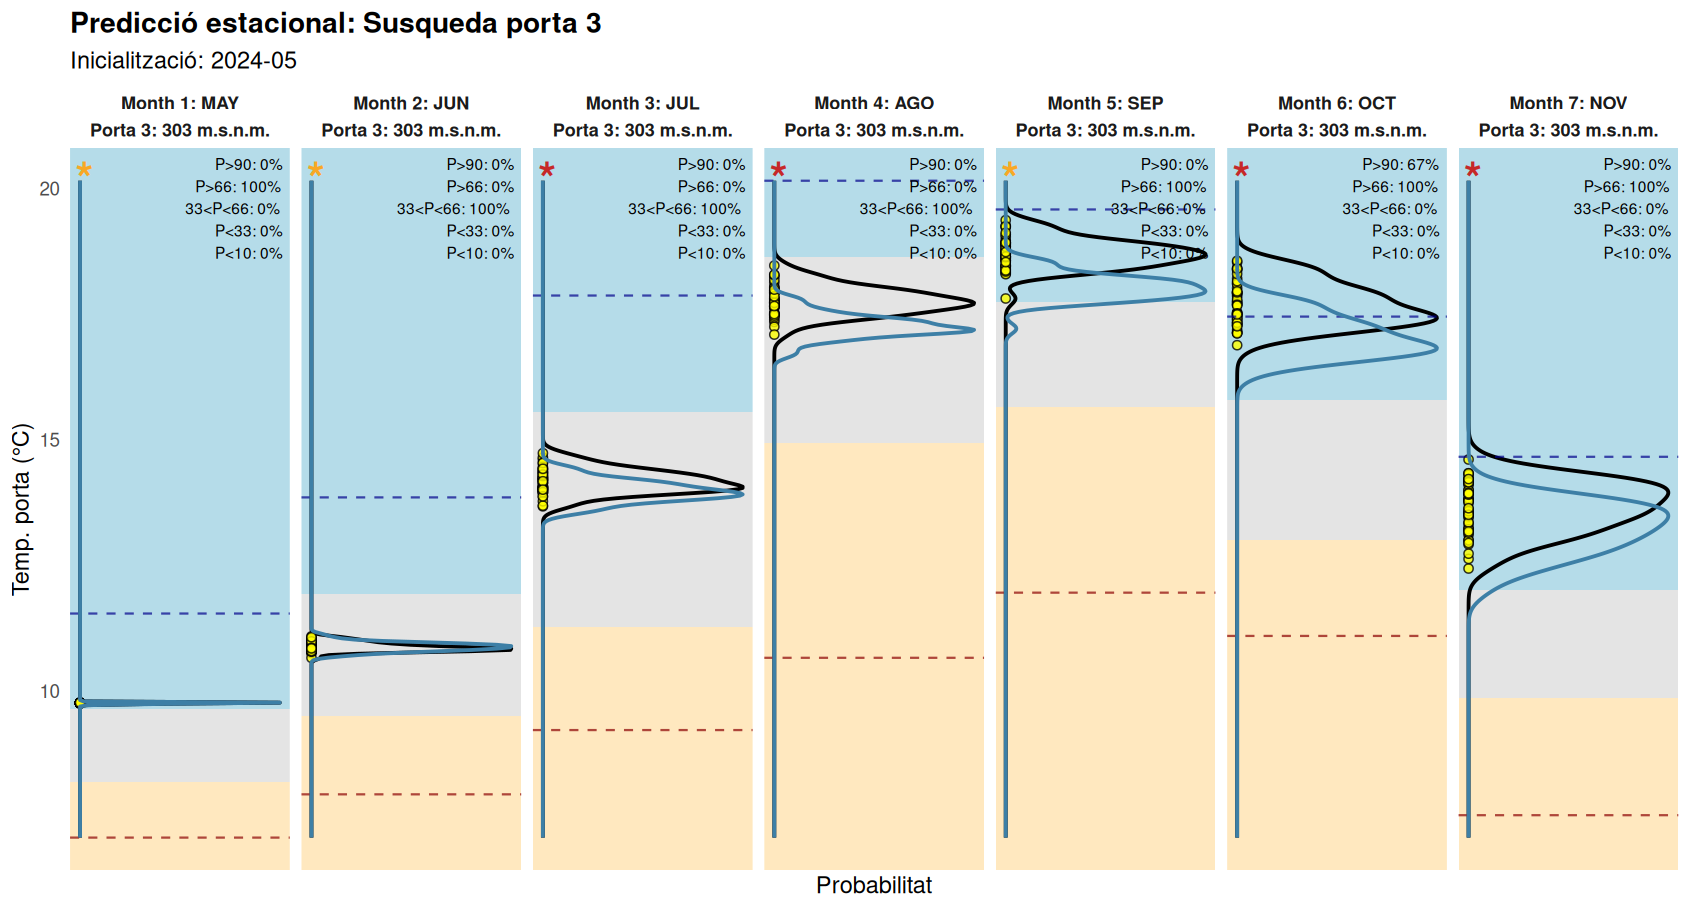 Predicció estacional: Susqueda porta 3
Inicialització: 2024-05
Month 1: MAY
Porta 3: 303 m.s.n.m.
Month 2: JUN
Porta 3: 303 m.s.n.m.
Month 3: JUL
Porta 3: 303 m.s.n.m.
Month 4: AGO
Porta 3: 303 m.s.n.m.
Month 5: SEP
Porta 3: 303 m.s.n.m.
Month 6: OCT
Porta 3: 303 m.s.n.m.
Month 7: NOV
Porta 3: 303 m.s.n.m.
*
P>90: 0%
P>66: 100%
33<P<66: 0%
P<33: 0%
P<10: 0%
*
P>90: 0%
P>66: 0%
33<P<66: 100%
P<33: 0%
P<10: 0%
*
P>90: 0%
P>66: 0%
33<P<66: 100%
P<33: 0%
P<10: 0%
*
P>90: 0%
P>66: 0%
33<P<66: 100%
P<33: 0%
P<10: 0%
*
P>90: 0%
P>66: 100%
33<P<66: 0%
P<33: 0%
P<10: 0%
*
P>90: 67%
P>66: 100%
33<P<66: 0%
P<33: 0%
P<10: 0%
*
P>90: 0%
P>66: 100%
33<P<66: 0%
P<33: 0%
P<10: 0%
20
15
10
Temp. porta (°C)
Probabilitat